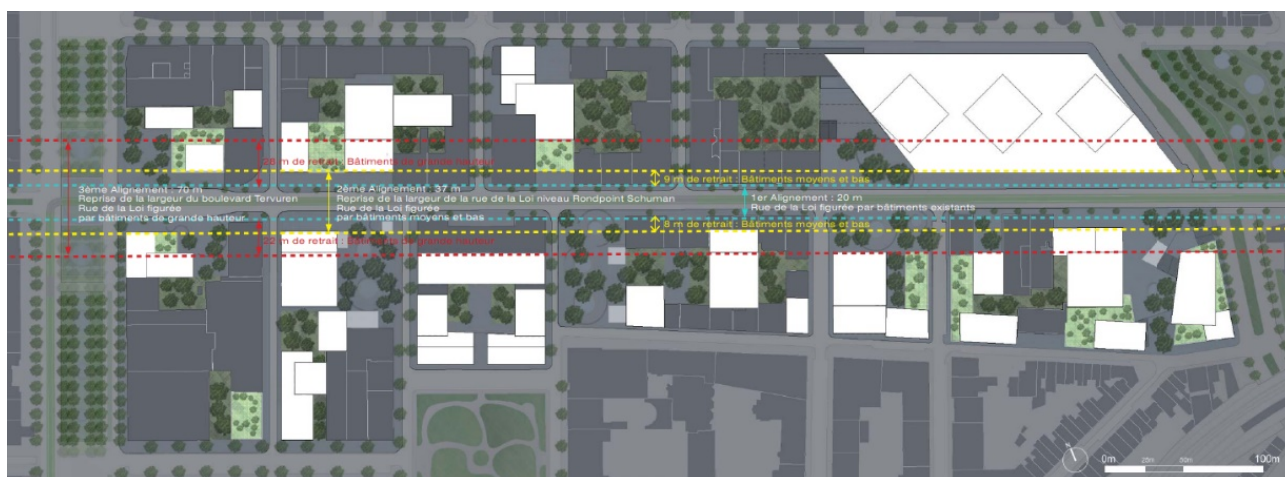 28 m de retrait : Bâtiments de grande hauteur
9 m de retrait : Bâtiments moyens et bas
3ème Alignement : 70 m
Reprise de la largeur du boulevard Tervuren
Rue de la Loi figurée
par bâtiments de grande hauteur
2ème Alignement : 37 m
Reprise de la largeur de la rue de la Loi niveau Rondpoint Schuman
Rue de la Loi figurée
par bâtiments moyens et bas
1er Alignement : 20 m
Rue de la Loi figurée par bâtiments existants
8 m de retrait : Bâtiments moyens et bas
22 m de retrait : Bâtiments de grande hauteur
0m 25m 50m 100m